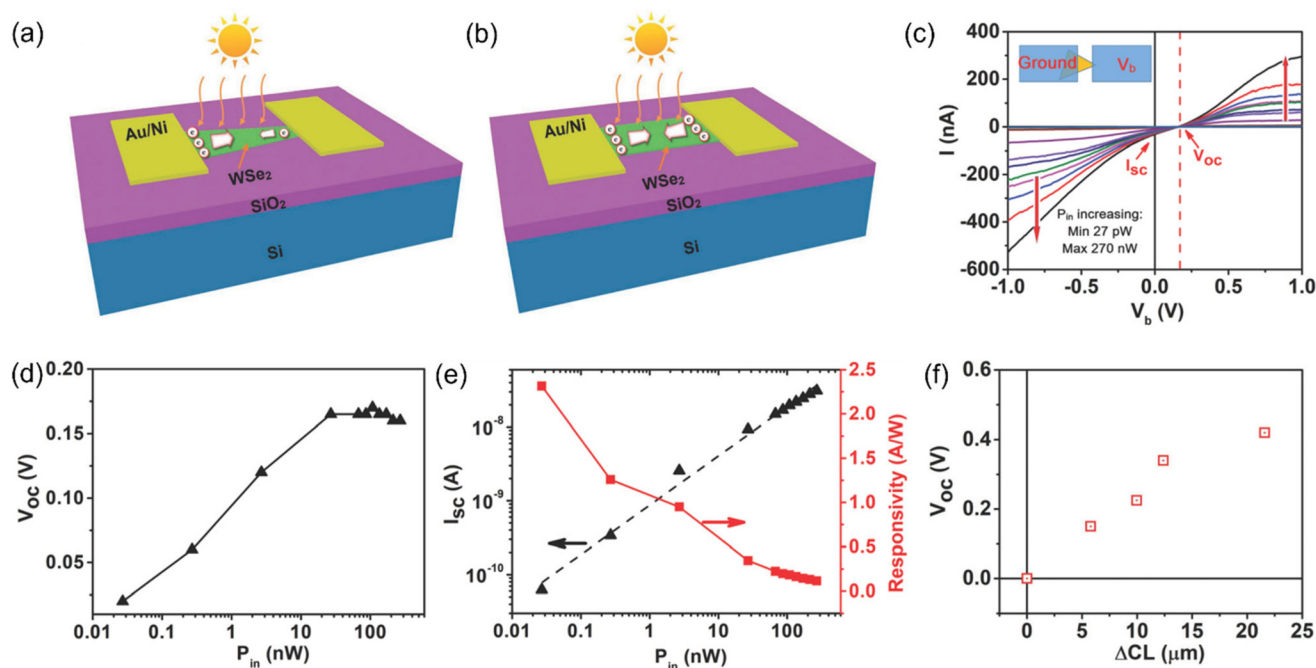 (a)
Au/Ni
e
e
e
e
WSe2
SiO2
Si
(b)
Au/Ni
e
e
e
e
e
e
WSe2
SiO2
Si
(c)
400
200
0
-200
-400
-600
I (nA)
Ground
Vb
Isc
Voc
Pin increasing:
Min 27 pW
Max 270 nW
-1.0 -0.5 0.0 0.5 1.0
Vb (V)
(d)
0.20
0.15
0.10
0.05
VOC (V)
0.01 0.1 1 10 100
Pin (nW)
(e)
10-8
10-9
10-10
ISC (A)
2.5
2.0
1.5
1.0
0.5
0.0
Responsivity (A/W)
0.01 0.1 1 10 100
Pin (nW)
(f)
0.6
0.4
0.2
0.0
VOC (V)
0 5 10 15 20 25
ΔCL (μm)